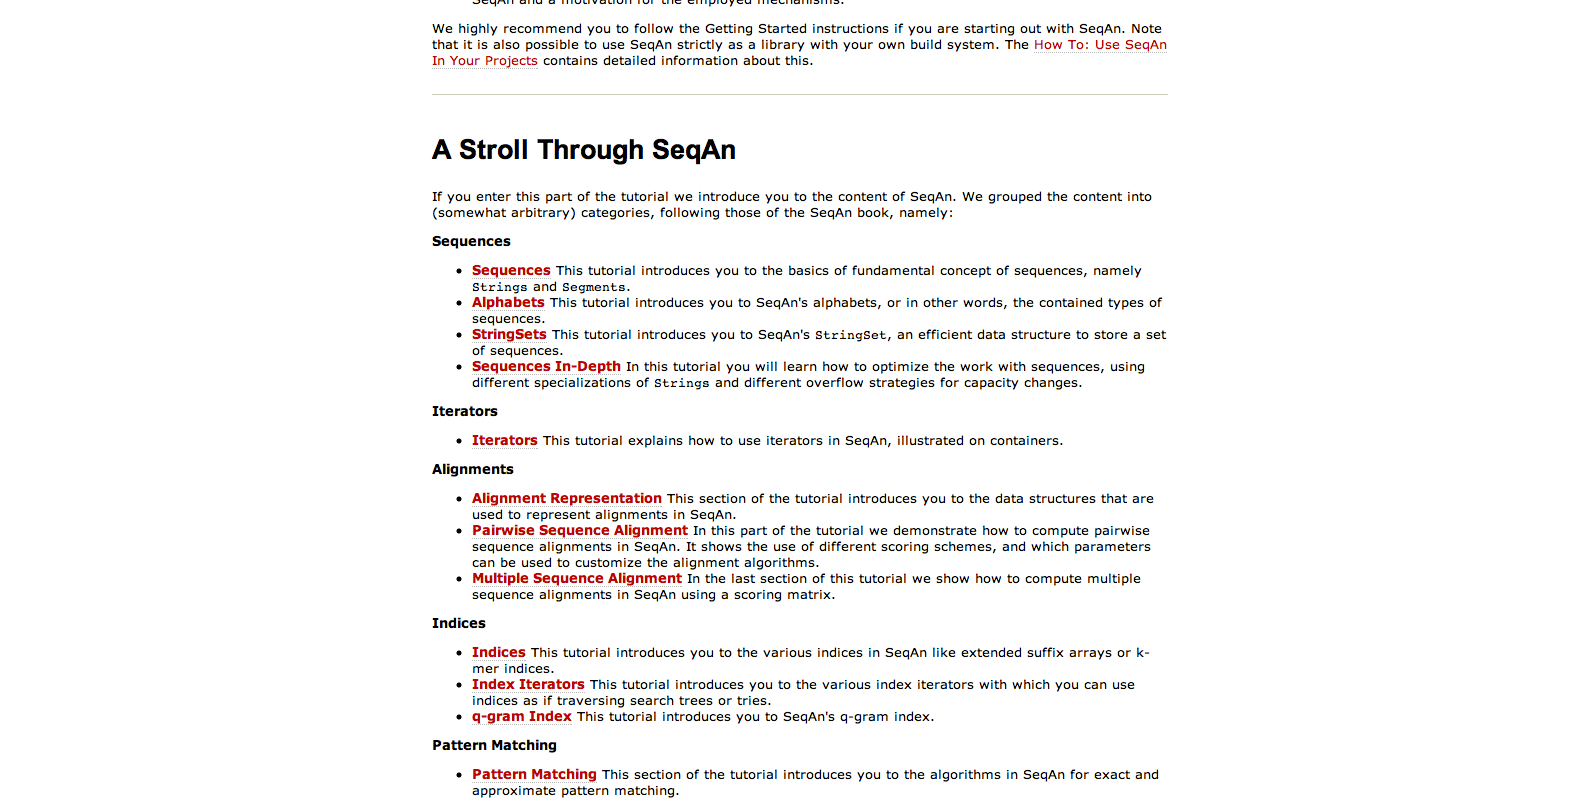 SeqAn and a motivation for the employed mechanisms.
We highly recommend you to follow the Getting Started instructions if you are starting out with SeqAn. Note
that it is also possible to use SeqAn strictly as a library with your own build system. The How To: Use SeqAn
In Your Projects contains detailed information about this.
A Stroll Through SeqAn
If you enter this part of the tutorial we introduce you to the content of SeqAn. We grouped the content into
(somewhat arbitrary) categories, following those of the SeqAn book, namely:
Sequences
• Sequences This tutorial introduces you to the basics of fundamental concept of sequences, namely
Strings and Segments.
• Alphabets This tutorial introduces you to SeqAn's alphabets, or in other words, the contained types of
sequences.
• StringSets This tutorial introduces you to SeqAn's StringSet, an efficient data structure to store a set
of sequences.
• Sequences In-Depth In this tutorial you will learn how to optimize the work with sequences, using
different specializations of Strings and different overflow strategies for capacity changes.
Iterators
• Iterators This tutorial explains how to use iterators in SeqAn, illustrated on containers.
Alignments
• Alignment Representation This section of the tutorial introduces you to the data structures that are
used to represent alignments in SeqAn.
• Pairwise Sequence Alignment In this part of the tutorial we demonstrate how to compute pairwise
sequence alignments in SeqAn. It shows the use of different scoring schemes, and which parameters
can be used to customize the alignment algorithms.
• Multiple Sequence Alignment In the last section of this tutorial we show how to compute multiple
sequence alignments in SeqAn using a scoring matrix.
Indices
• Indices This tutorial introduces you to the various indices in SeqAn like extended suffix arrays or k-
mer indices.
• Index Iterators This tutorial introduces you to the various index iterators with which you can use
indices as if traversing search trees or tries.
• q-gram Index This tutorial introduces you to SeqAn's q-gram index.
Pattern Matching
• Pattern Matching This section of the tutorial introduces you to the algorithms in SeqAn for exact and
approximate pattern matching.